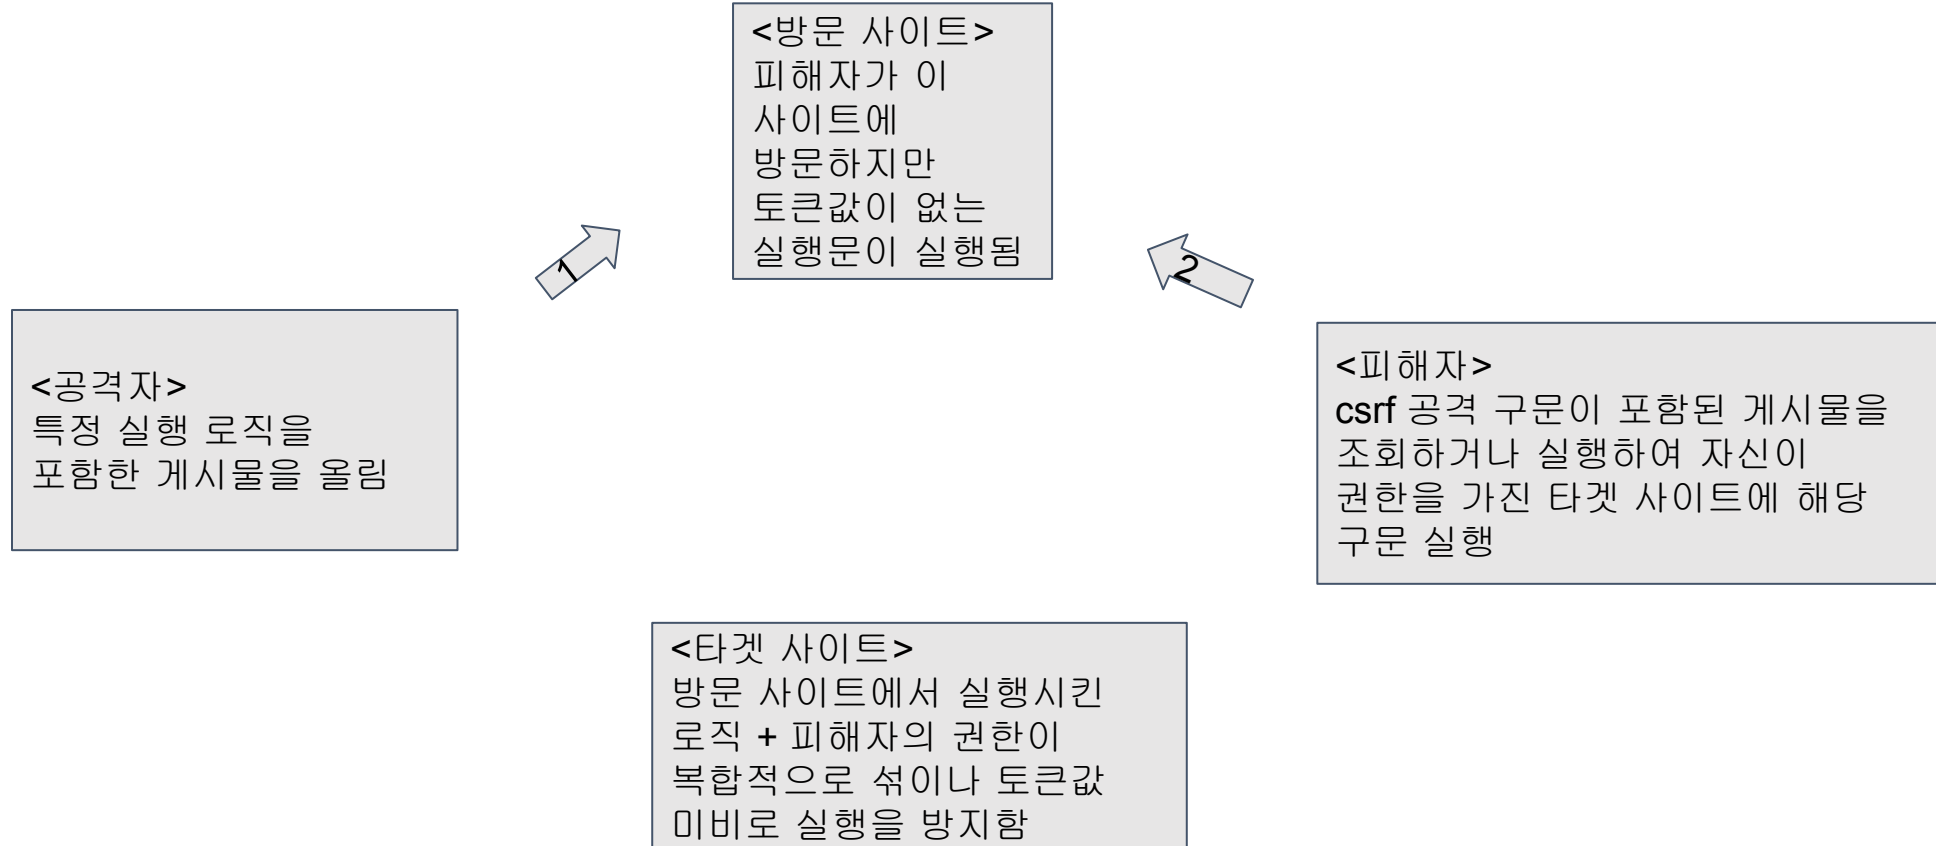 <방문 사이트>
피해자가 이
사이트에
방문하지만
토큰값이 없는
실행문이 실행됨
1
2
<공격자>
특정 실행 로직을
포함한 게시물을 올림
<피해자>
csrf 공격 구문이 포함된 게시물을
조회하거나 실행하여 자신이
권한을 가진 타겟 사이트에 해당
구문 실행
<타겟 사이트>
방문 사이트에서 실행시킨
로직 + 피해자의 권한이
복합적으로 섞이나 토큰값
미비로 실행을 방지함